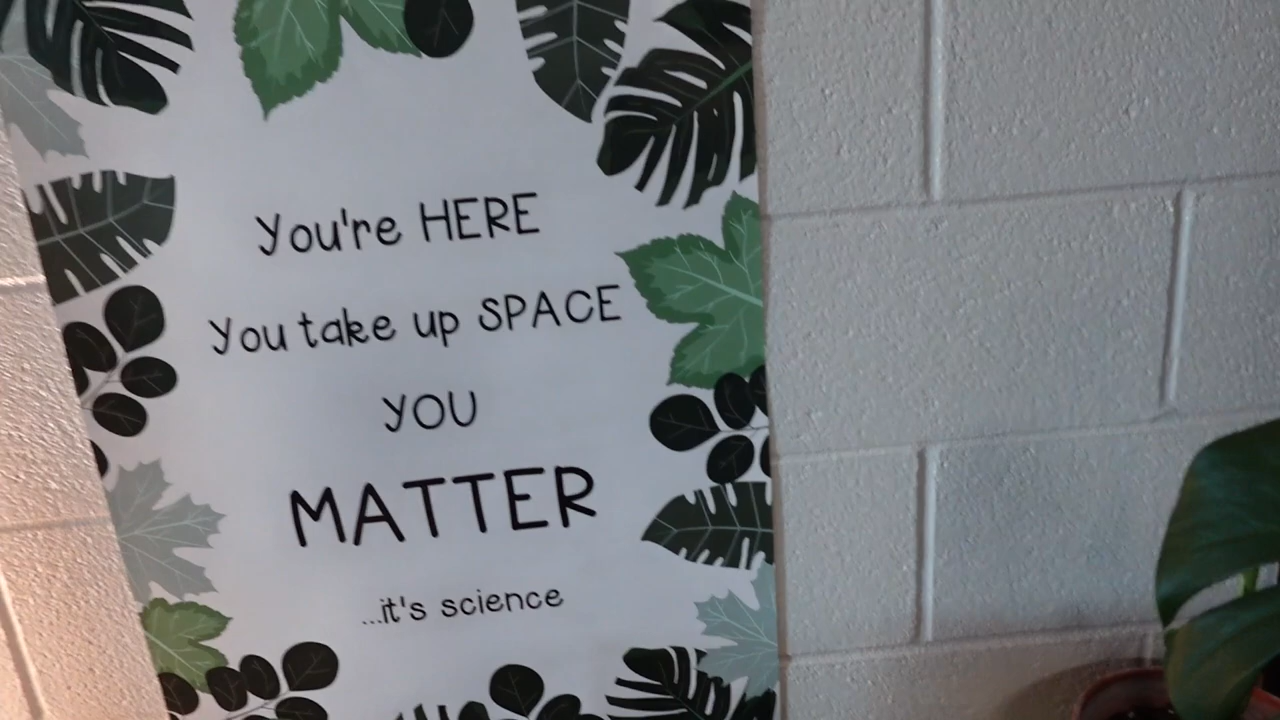 You're HERE
You take up SPACE
YOU
MATTER
...it's science